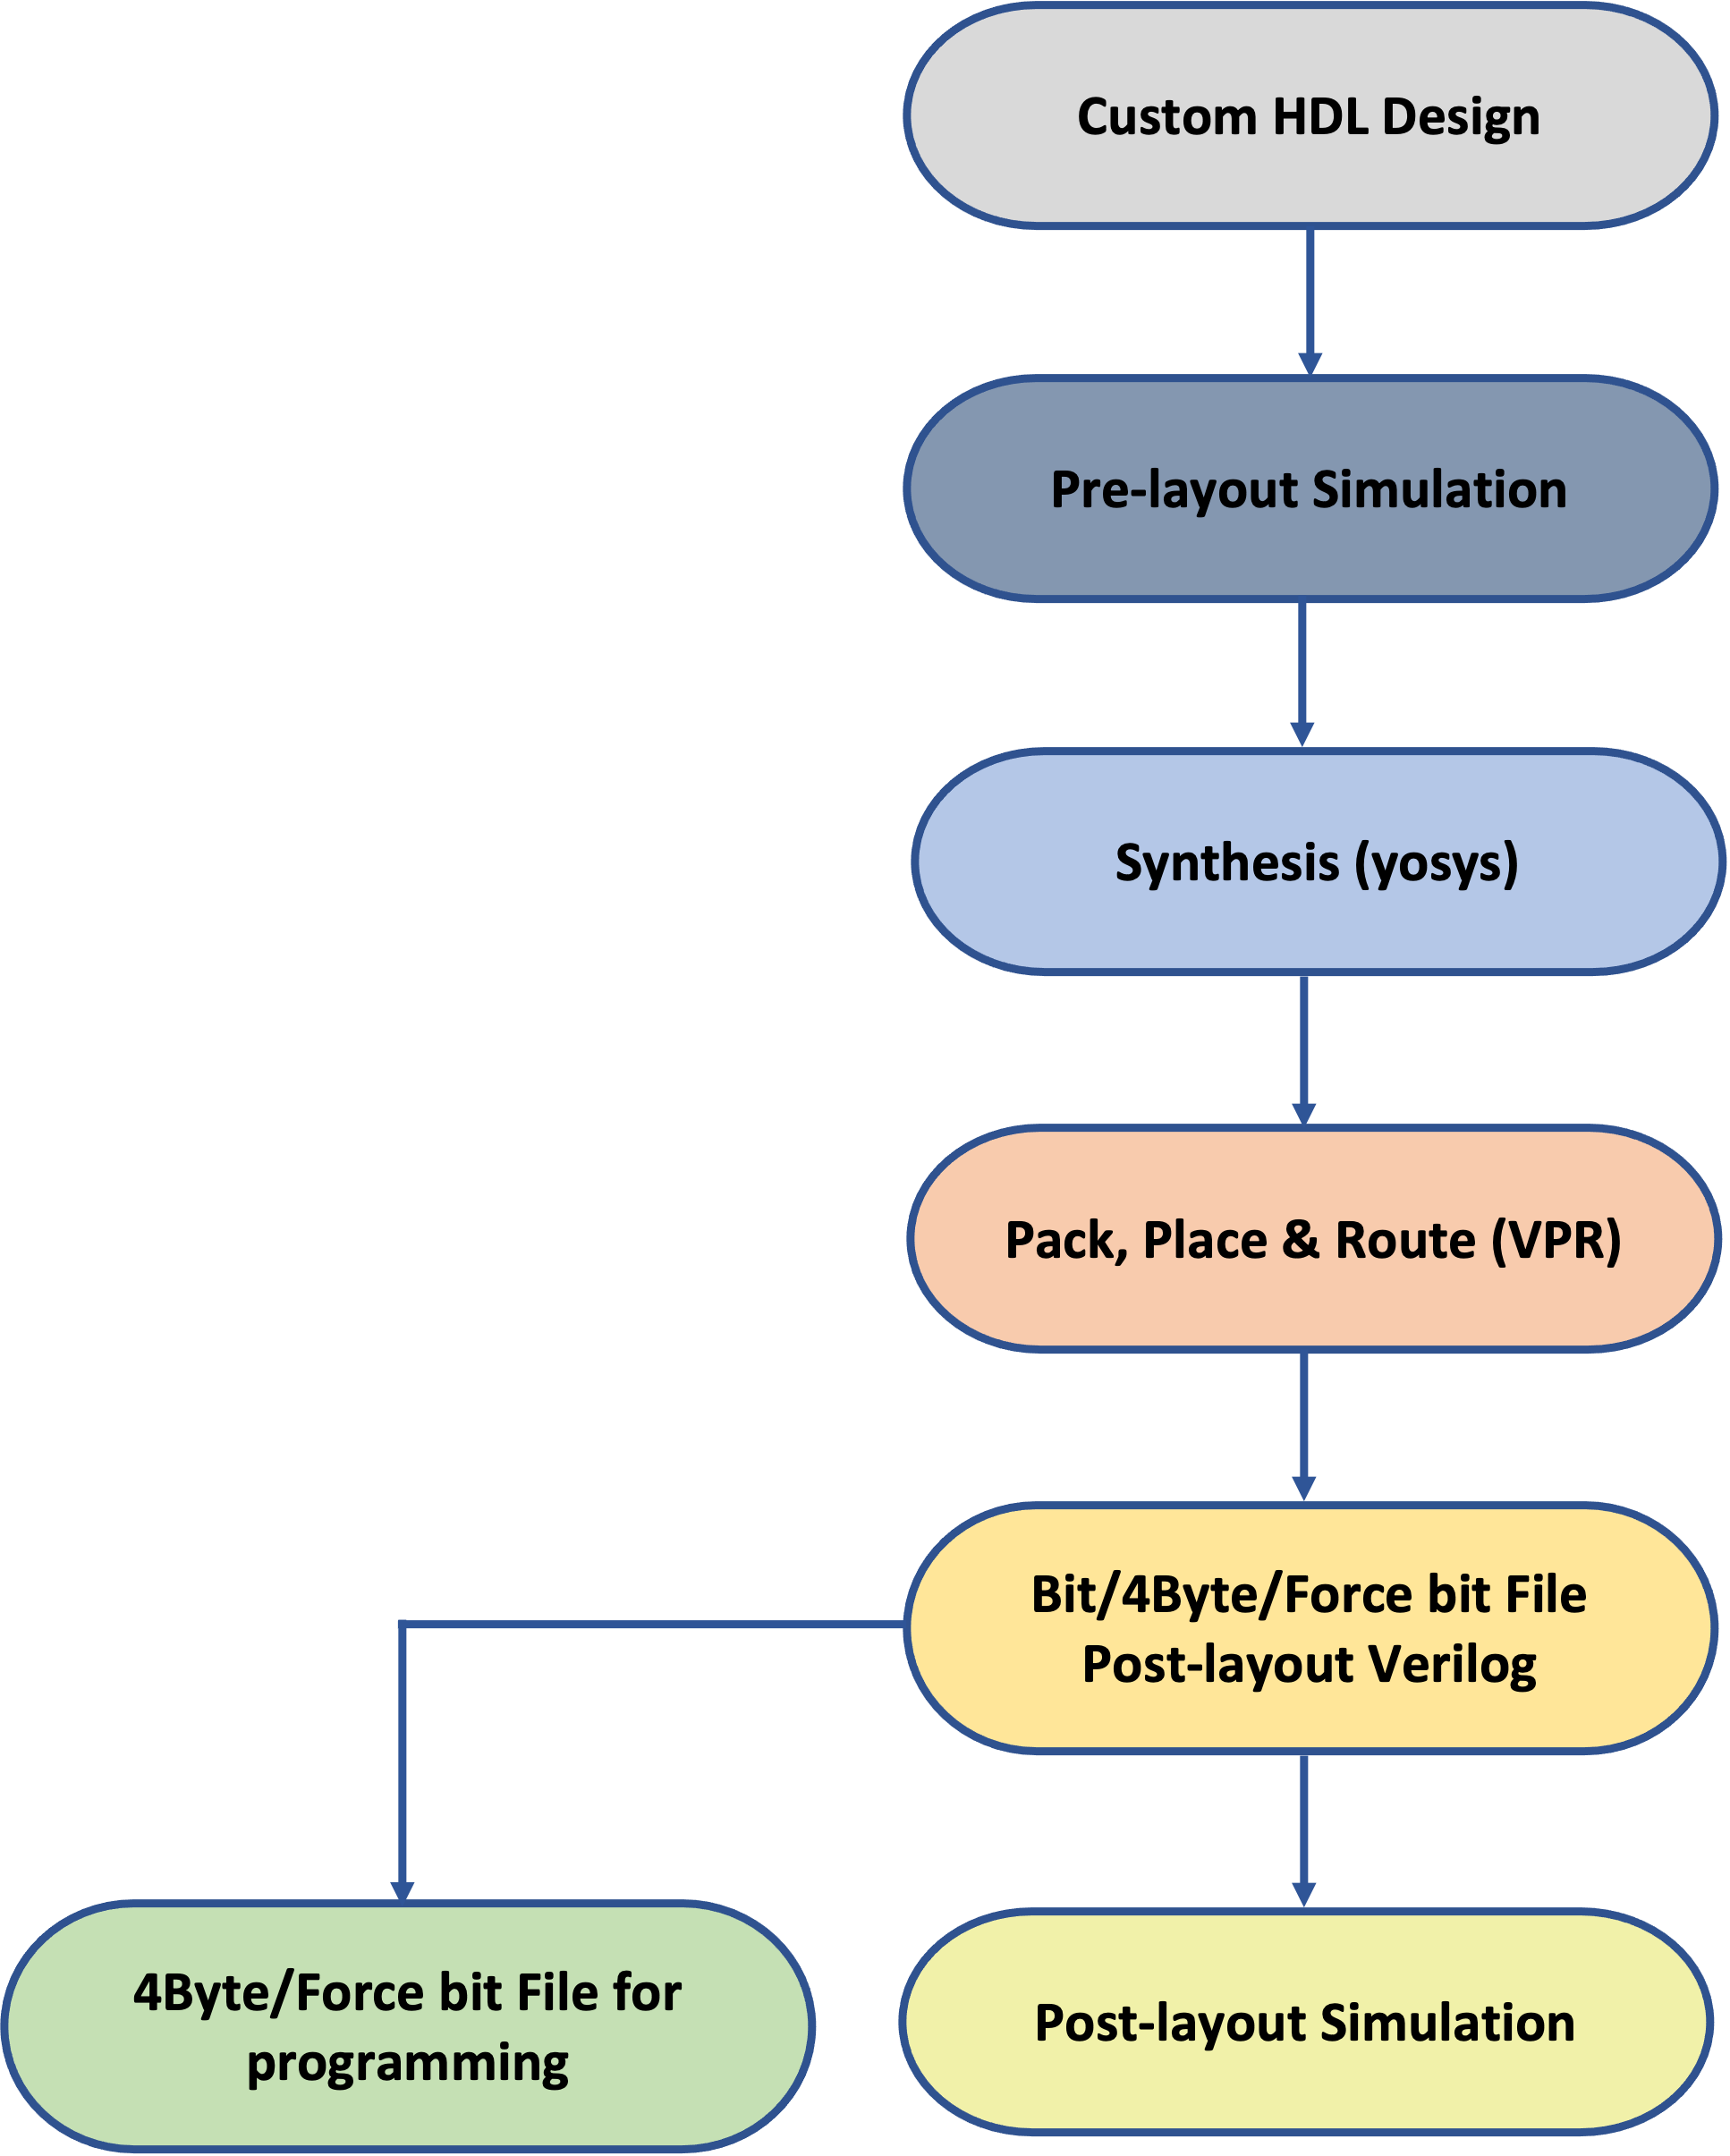 Custom HDL Design
Pre-layout Simulation
Synthesis (yosys)
Pack, Place & Route (VPR)
Bit/4Byte/Force bit File
Post-layout Verilog
4Byte/Force bit File for
programming
Post-layout Simulation